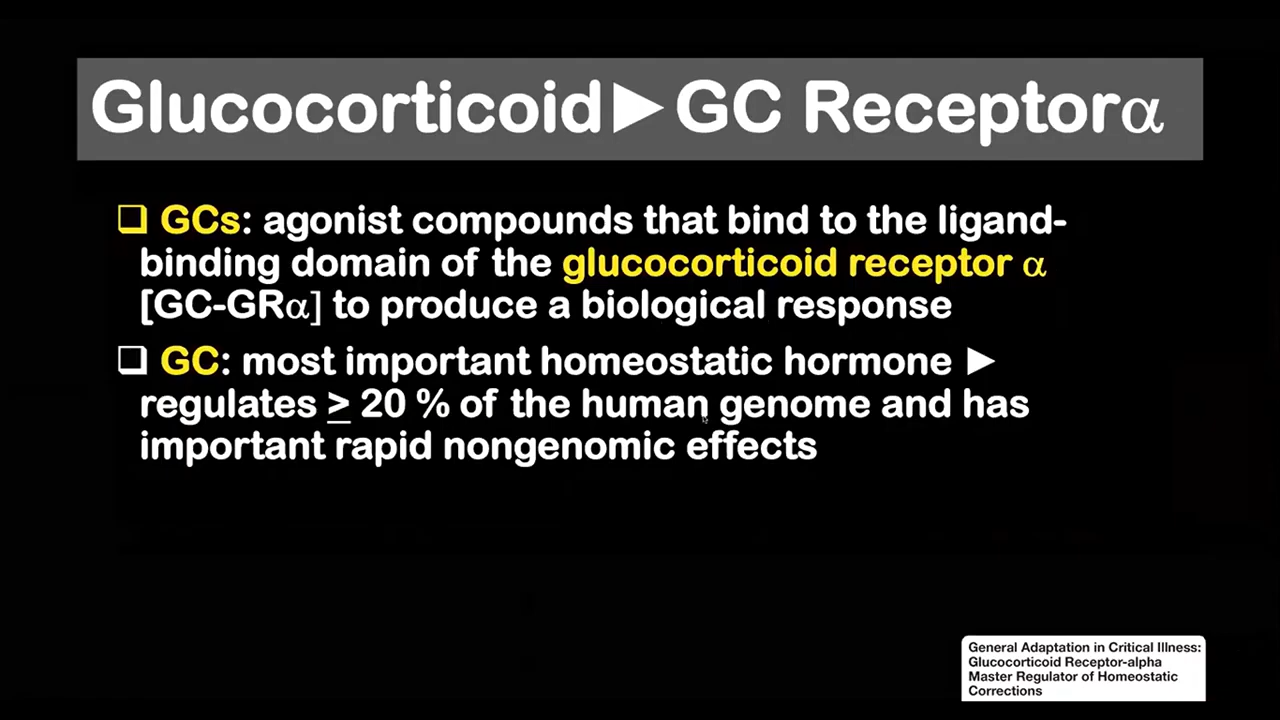 Glucocorticoid►GC Receptorα
❑ GCs: agonist compounds that bind to the ligand-
binding domain of the glucocorticoid receptor α
[GC-GRα] to produce a biological response
❑ GC: most important homeostatic hormone ►
regulates ≥ 20 % of the human genome and has
important rapid nongenomic effects
General Adaptation in Critical Illness:
Glucocorticoid Receptor-alpha
Master Regulator of Homeostatic
Corrections